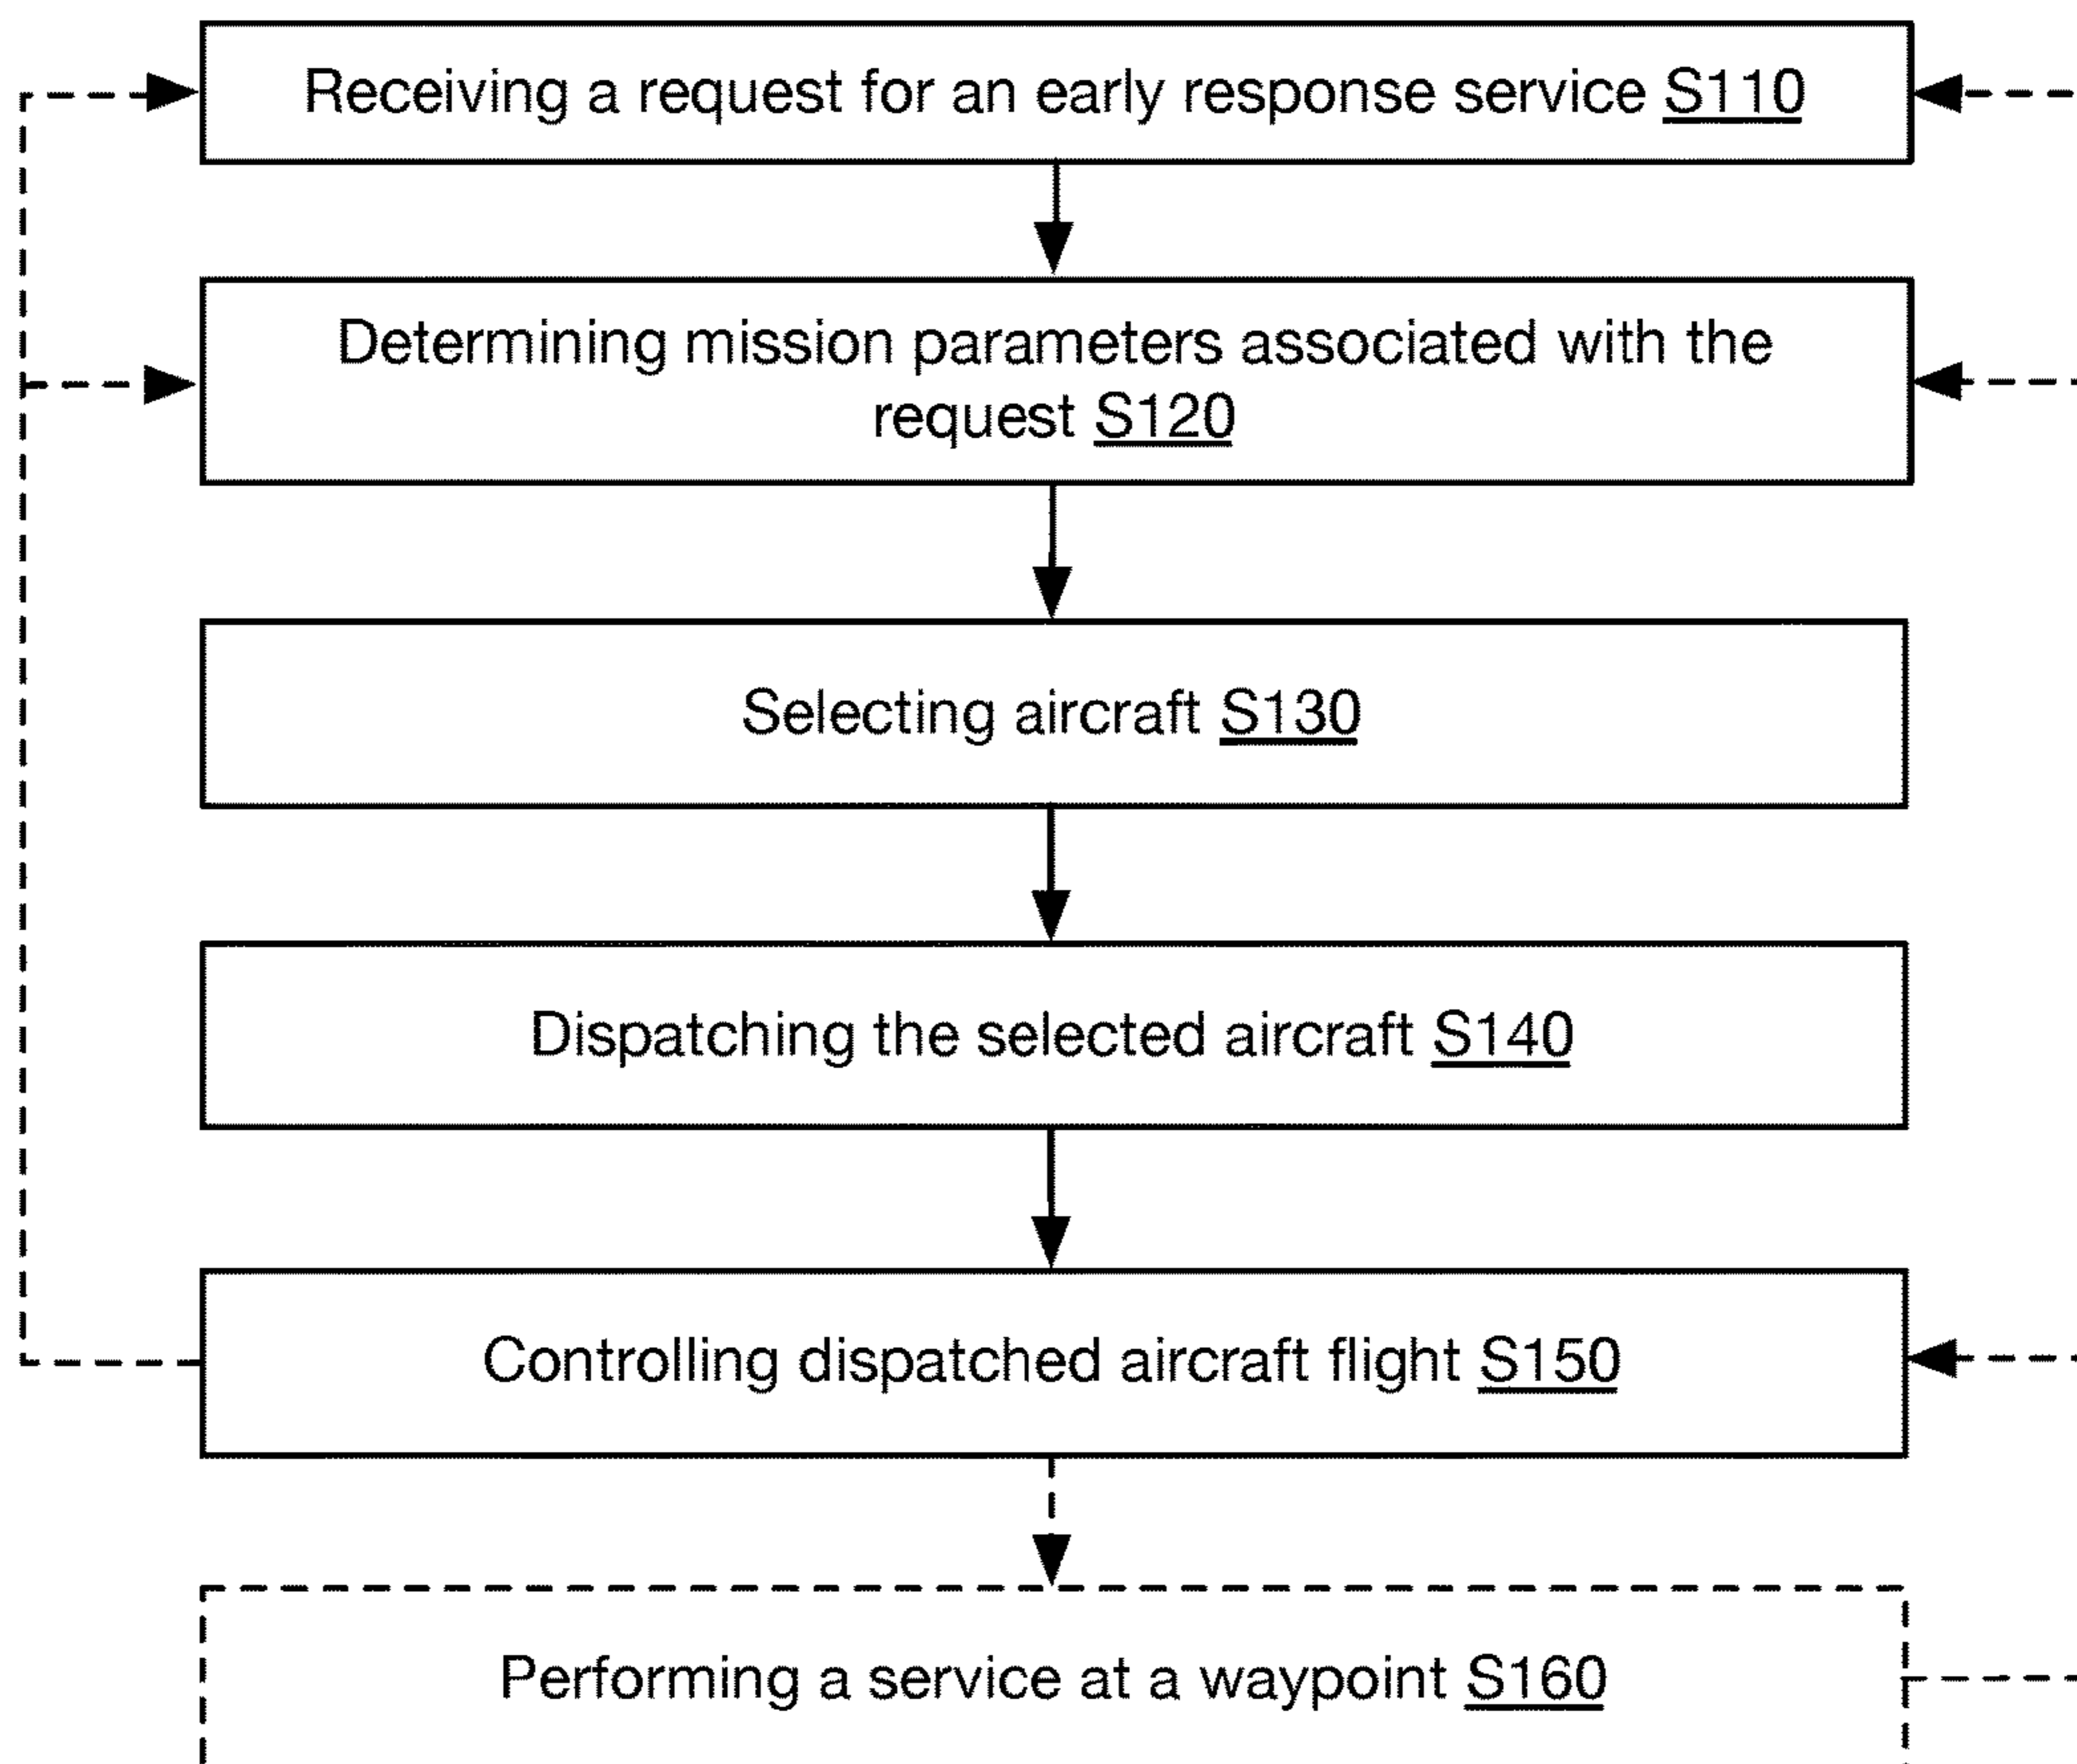 Receiving a request for an early response service S110
Determining mission parameters associated with the
request S120
Selecting aircraft S130
Dispatching the selected aircraft S140
Controlling dispatched aircraft flight S150
Performing a service at a waypoint S160